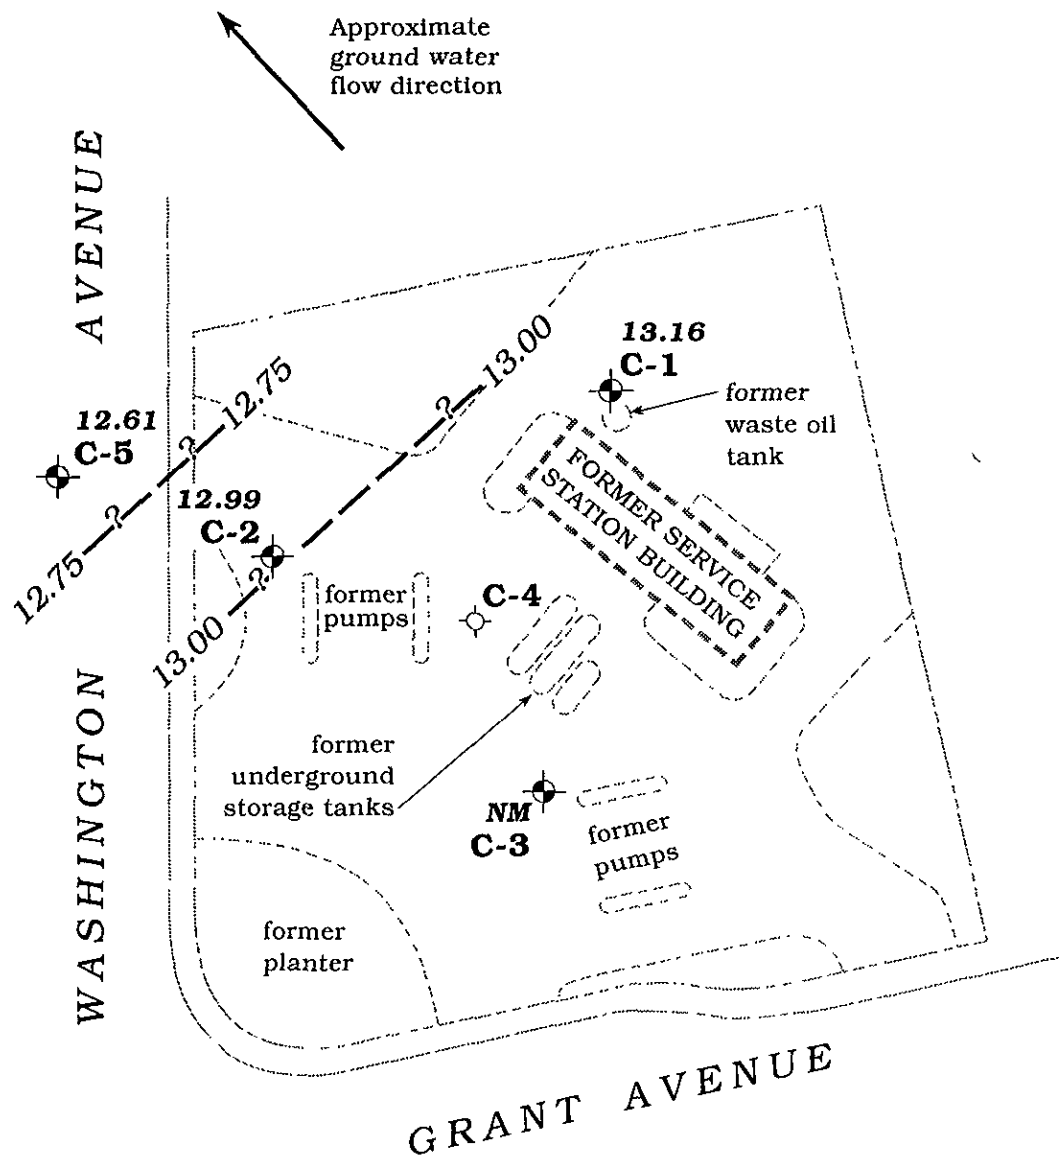 Approximate
ground water
flow direction
WASHINGTON AVENUE
13.16
C-1
former
waste oil
tank
13.00
12.75
12.61
C-5
?
?
?
12.99
C-2
?
12.75
13.00
FORMER SERVICE
STATION BUILDING
former
pumps
C-4
former
underground
storage tanks
NM
C-3
former
pumps
former
planter
GRANT AVENUE